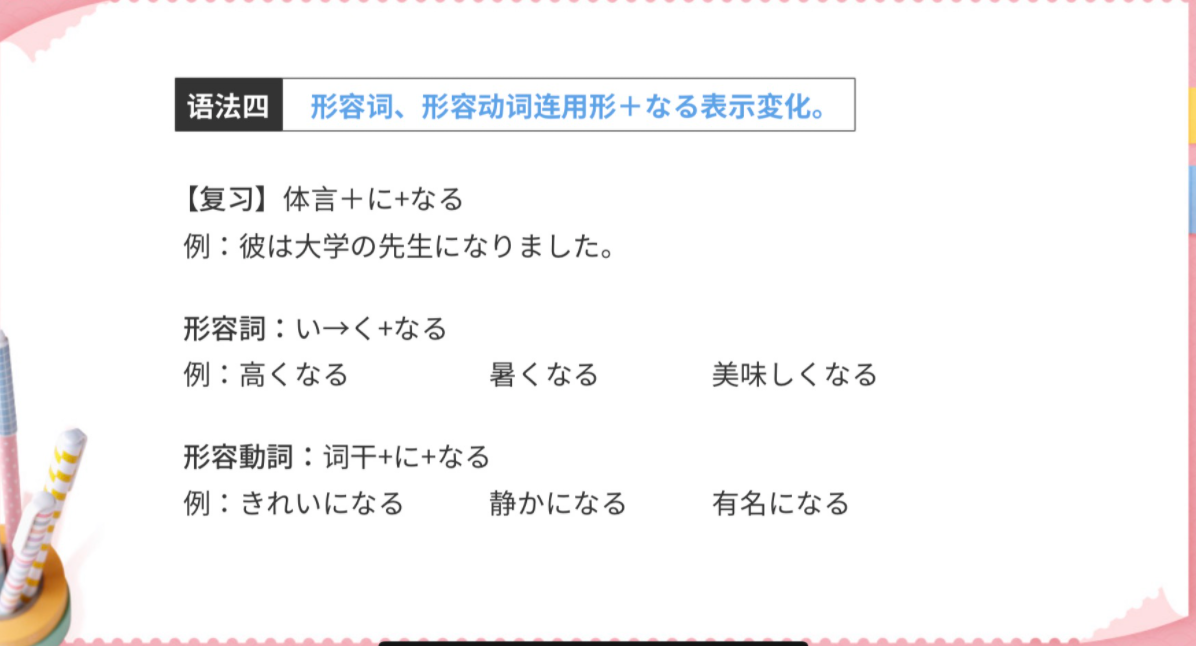 语法四 形容词、形容动词连用形＋なる表示变化。
【复习】体言＋に+なる
例：彼は大学の先生になりました。
形容詞：い→く+なる
例：高くなる 暑くなる 美味しくなる
形容動詞：词干+に+なる
例：きれいになる 静かになる 有名になる